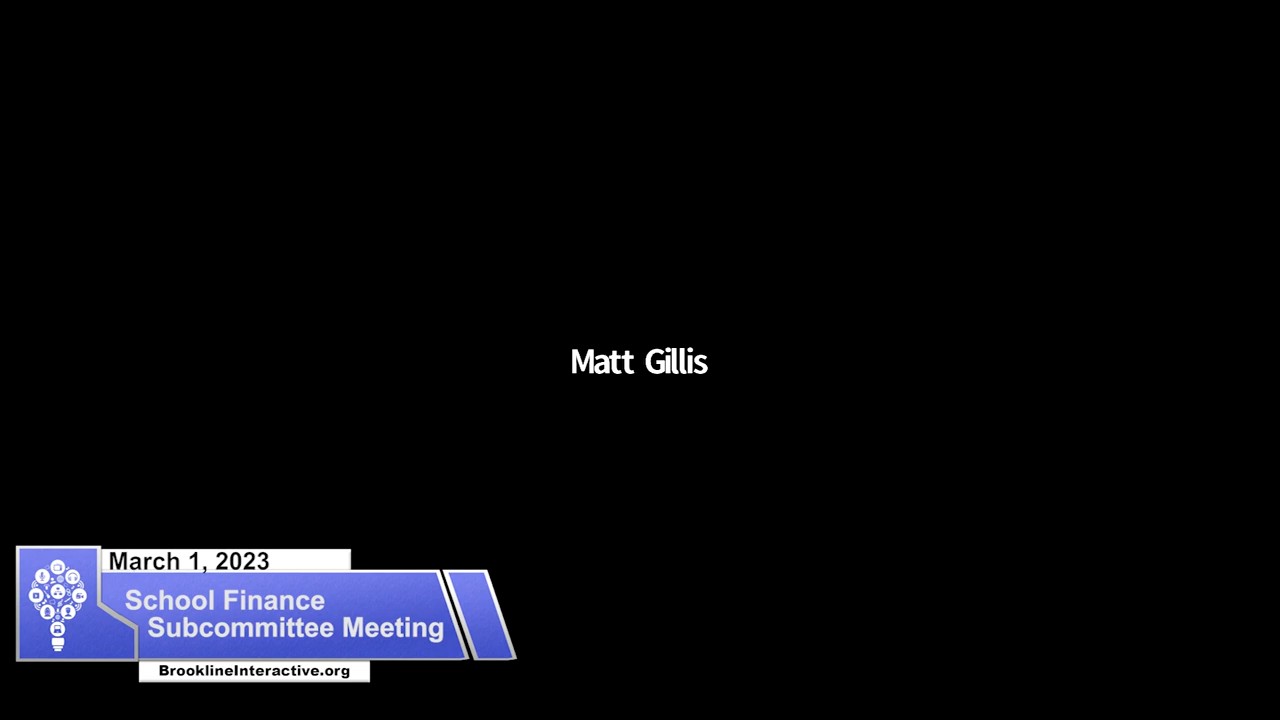 Matt Gillis
March 1, 2023
School Finance
Subcommittee Meeting
BrooklineInteractive.org